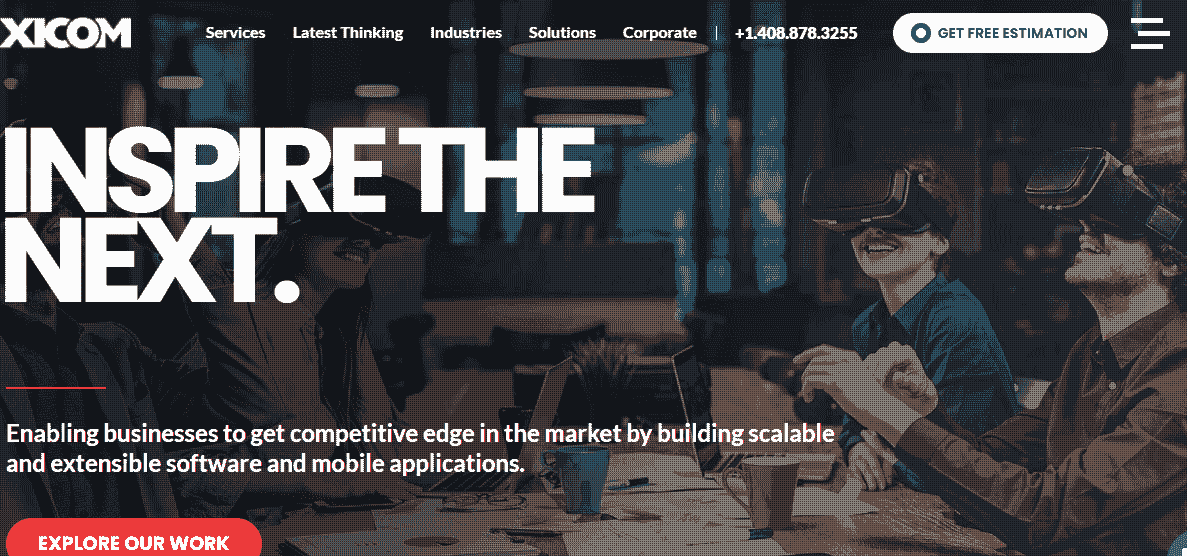 XICOM
Services Latest Thinking Industries Solutions Corporate | +1.408.878.3255 GET FREE ESTIMATION
INSPIRE THE
NEXT.
Enabling businesses to get competitive edge in the market by building scalable
and extensible software and mobile applications.
EXPLORE OUR WORK